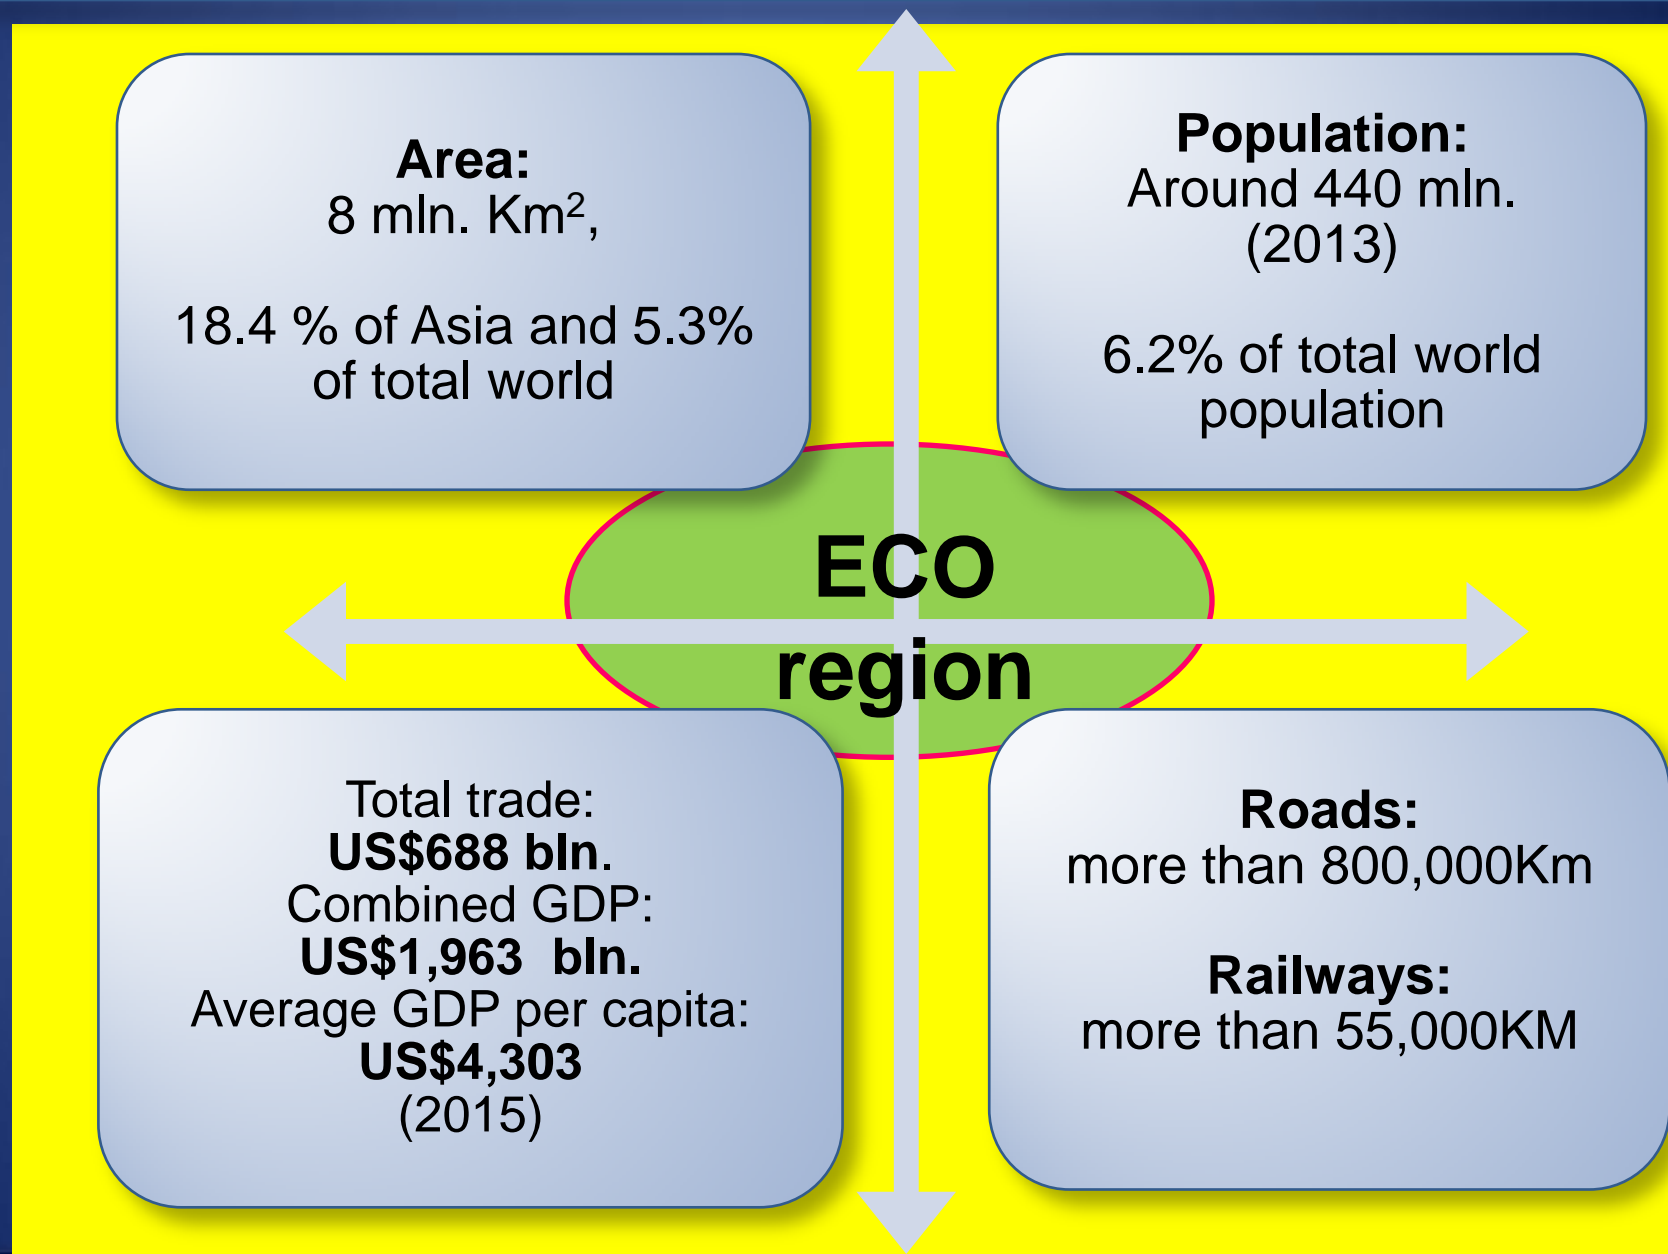 Area:
8 mln. Km²,
18.4 % of Asia and 5.3%
of total world
Population:
Around 440 mln.
(2013)
6.2% of total world
population
ECO
region
Total trade:
US$688 bln.
Combined GDP:
US$1,963  bln.
Average GDP per capita:
US$4,303
(2015)
Roads:
more than 800,000Km
Railways:
more than 55,000KM